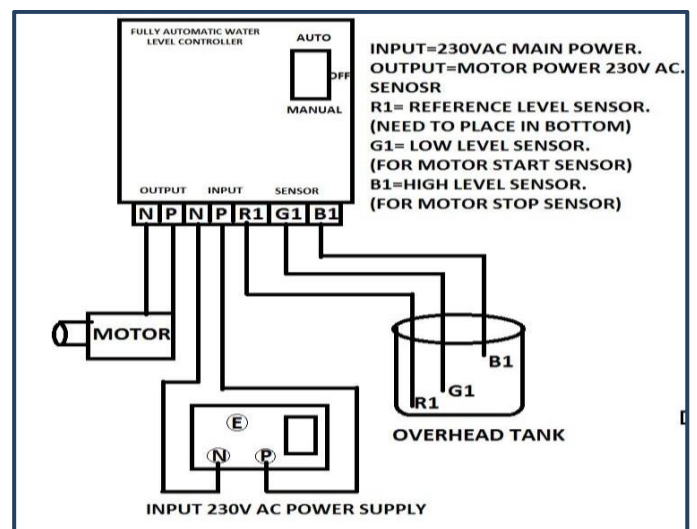 FULLY AUTOMATIC WATER
LEVEL CONTROLLER
AUTO
OFF
MANUAL
INPUT=230VAC MAIN POWER.
OUTPUT=MOTOR POWER 230V AC.
SENOSR
R1= REFERENCE LEVEL SENSOR.
(NEED TO PLACE IN BOTTOM)
G1= LOW LEVEL SENSOR.
(FOR MOTOR START SENSOR)
B1=HIGH LEVEL SENSOR.
(FOR MOTOR STOP SENSOR)
OUTPUT INPUT SENSOR
N P N P R1 G1 B1
MOTOR
B1
G1
R1
OVERHEAD TANK
E
N P
INPUT 230V AC POWER SUPPLY